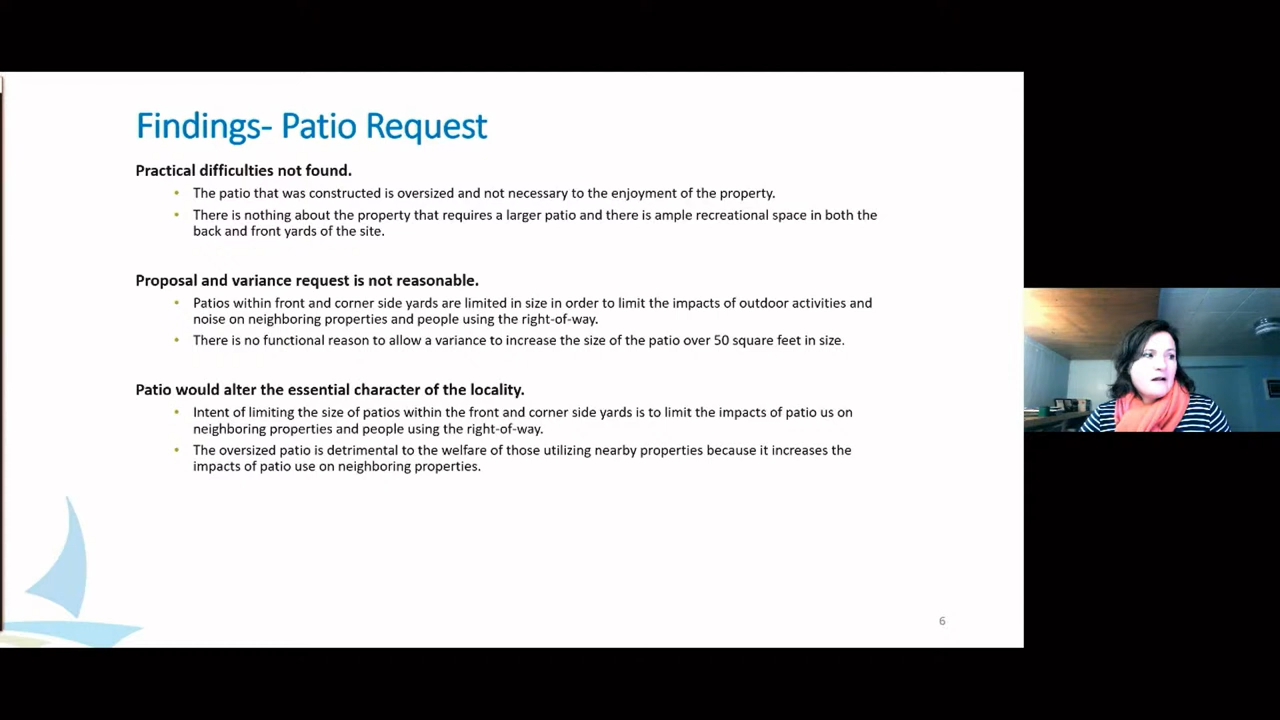 Findings- Patio Request
Practical difficulties not found.
• The patio that was constructed is oversized and not necessary to the enjoyment of the property.
• There is nothing about the property that requires a larger patio and there is ample recreational space in both the
back and front yards of the site.
Proposal and variance request is not reasonable.
• Patios within front and corner side yards are limited in size in order to limit the impacts of outdoor activities and
noise on neighboring properties and people using the right-of-way.
• There is no functional reason to allow a variance to increase the size of the patio over 50 square feet in size.
Patio would alter the essential character of the locality.
• Intent of limiting the size of patios within the front and corner side yards is to limit the impacts of patio us on
neighboring properties and people using the right-of-way.
• The oversized patio is detrimental to the welfare of those utilizing nearby properties because it increases the
impacts of patio use on neighboring properties.
6